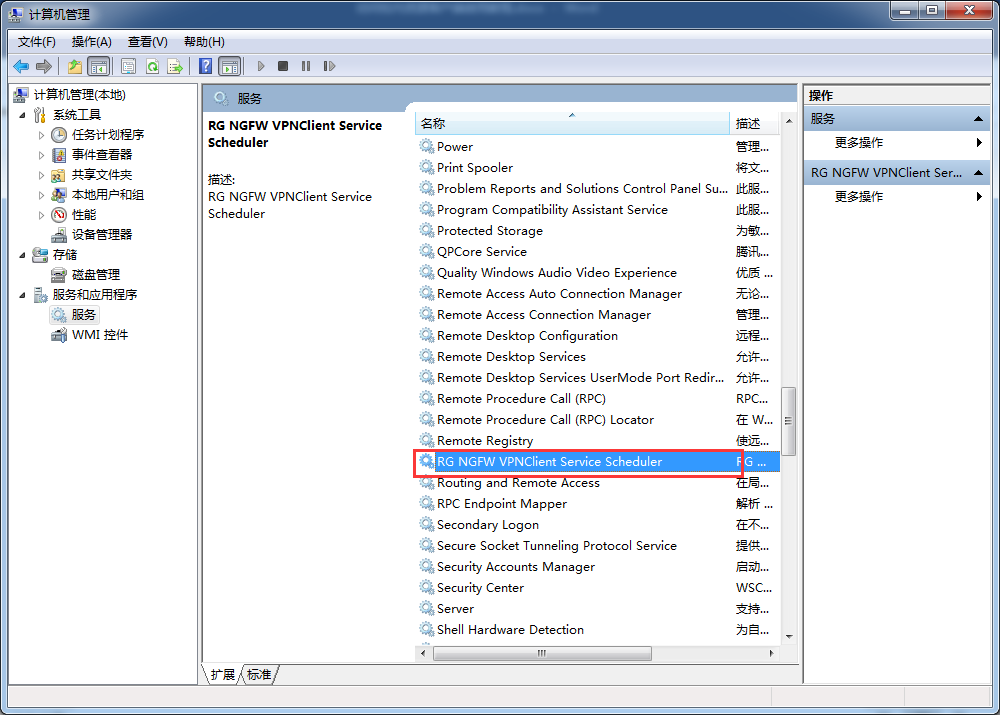 计算机管理
文件(F) 操作(A) 查看(V) 帮助(H)
计算机管理(本地)
系统工具
任务计划程序
事件查看器
共享文件夹
本地用户和组
性能
设备管理器
存储
磁盘管理
服务和应用程序
服务
WMI 控件
服务
RG NGFW VPNClient Service
Scheduler
描述:
RG NGFW VPNClient Service
Scheduler
名称 描述
Power 管理...
Print Spooler 将文...
Problem Reports and Solutions Control Panel Su... 此服...
Program Compatibility Assistant Service 此服...
Protected Storage 为敏...
QPCore Service 腾讯...
Quality Windows Audio Video Experience 优质 ...
Remote Access Auto Connection Manager 无论...
Remote Access Connection Manager 管理...
Remote Desktop Configuration 远程...
Remote Desktop Services 允许...
Remote Desktop Services UserMode Port Redir... 允许...
Remote Procedure Call (RPC) RPC...
Remote Procedure Call (RPC) Locator 在 W...
Remote Registry 使远...
RG NGFW VPNClient Service Scheduler RG ...
Routing and Remote Access 在局...
RPC Endpoint Mapper 解析 ...
Secondary Logon 在不...
Secure Socket Tunneling Protocol Service 提供...
Security Accounts Manager 启动...
Security Center WSC...
Server 支持...
Shell Hardware Detection 为自...
扩展 标准
操作
服务
更多操作
RG NGFW VPNClient Ser...
更多操作